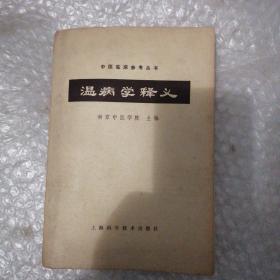 中医临床参考丛书
温病学释义
南京中医学院 主编
上海科学技术出版社